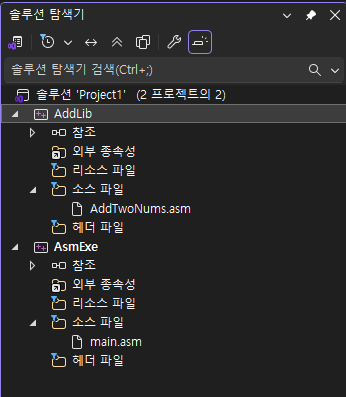 솔루션 탐색기
솔루션 탐색기 검색(Ctrl+;)
솔루션 'Project1' (2 프로젝트의 2)
AddLib
참조
외부 종속성
리소스 파일
소스 파일
AddTwoNums.asm
헤더 파일
AsmExe
참조
외부 종속성
리소스 파일
소스 파일
main.asm
헤더 파일